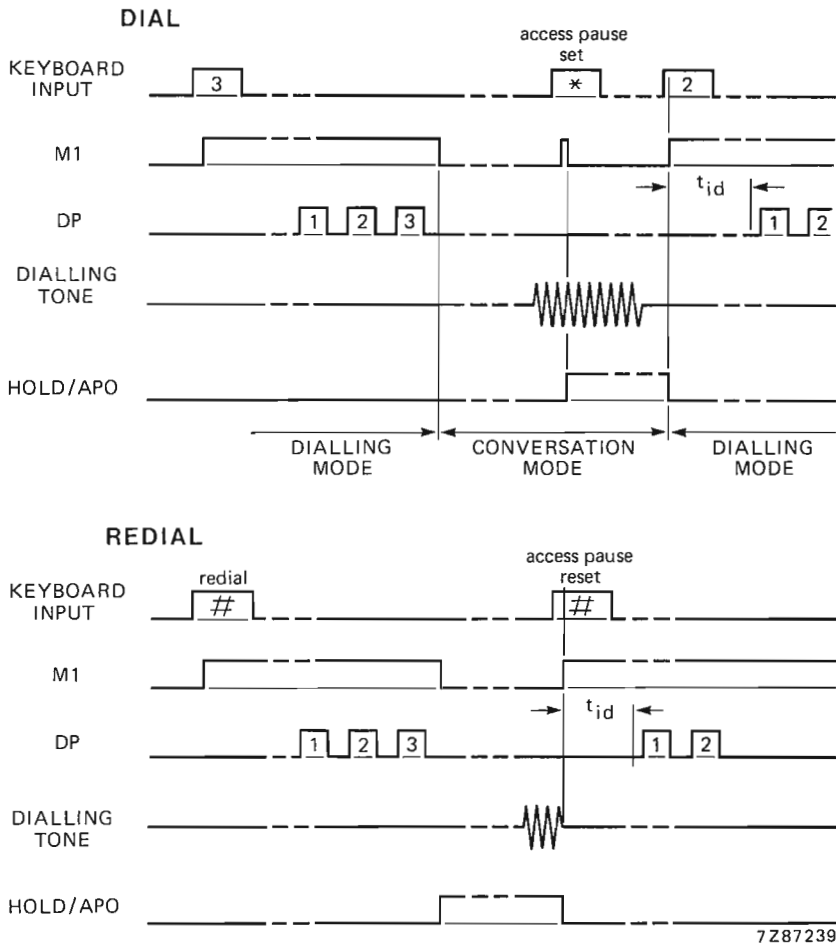 DIAL
access pause
set
KEYBOARD
INPUT
3
*
2
M1
tid
DP
1 2 3
1 2
DIALLING
TONE
HOLD/APO
DIALLING
MODE
CONVERSATION
MODE
DIALLING
MODE
REDIAL
access pause
reset
KEYBOARD
INPUT
redial
#
#
M1
tid
DP
1 2 3
1 2
DIALLING
TONE
HOLD/APO
7Z87239